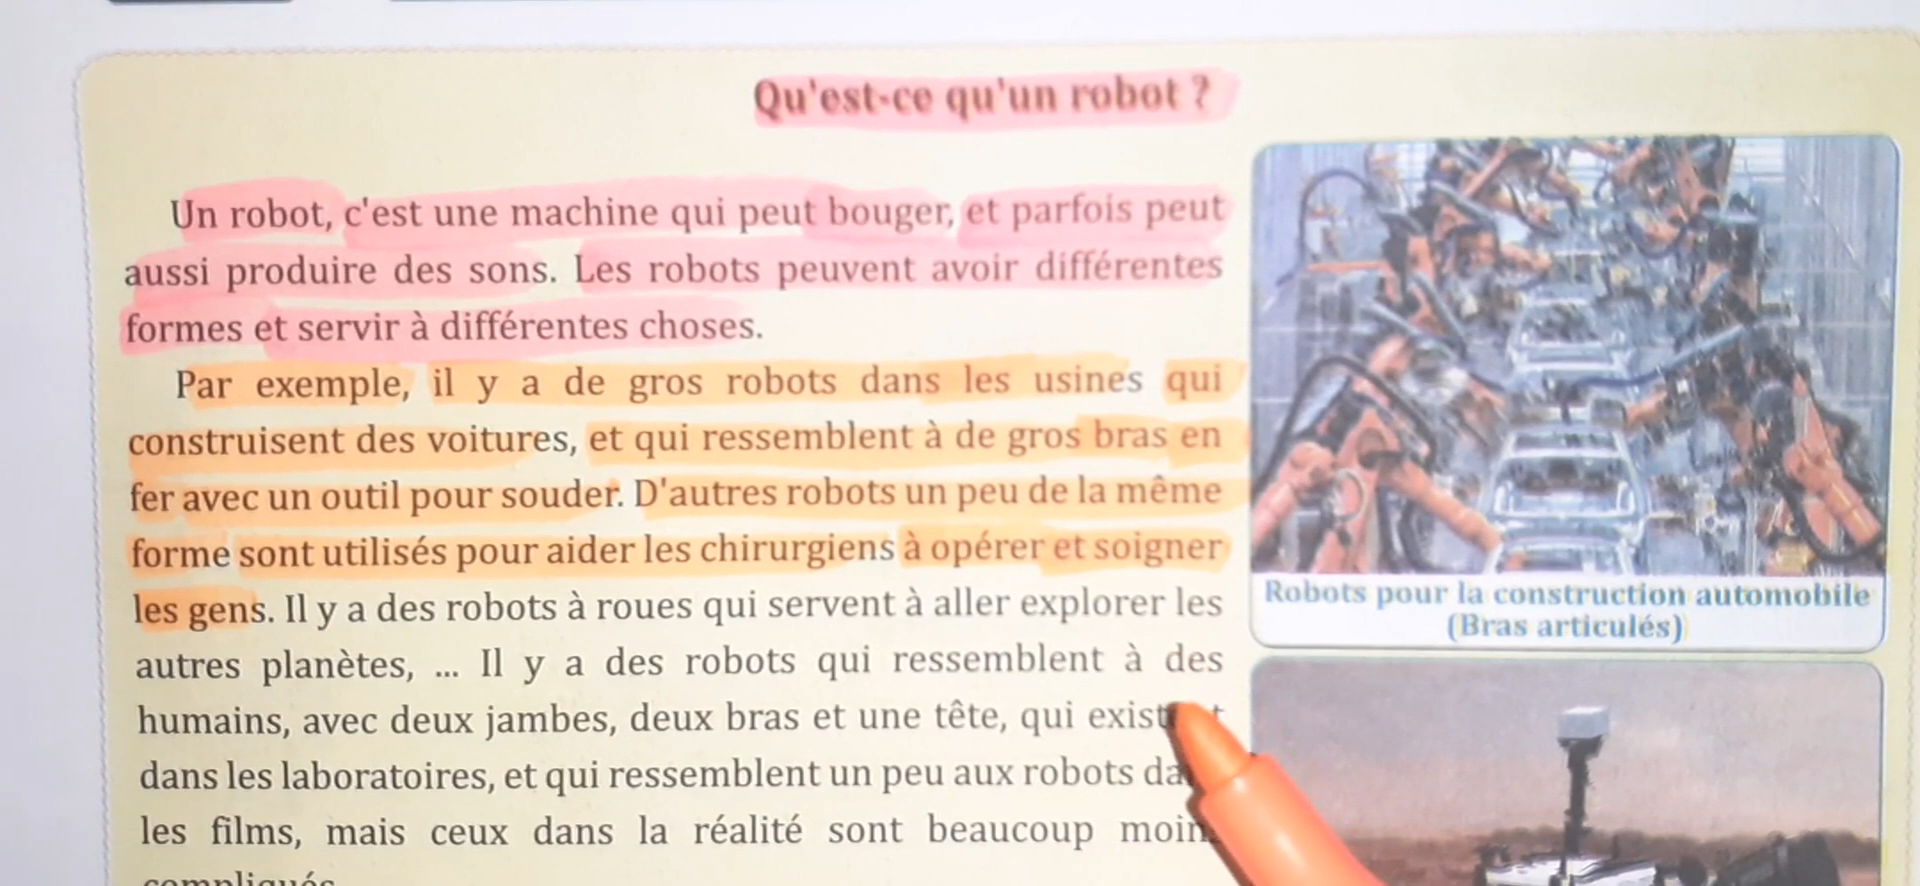 Qu'est-ce qu'un robot ?
Un robot, c'est une machine qui peut bouger, et parfois peut
aussi produire des sons. Les robots peuvent avoir différentes
formes et servir à différentes choses.
Par exemple, il y a de gros robots dans les usines qui
construisent des voitures, et qui ressemblent à de gros bras en
fer avec un outil pour souder. D'autres robots un peu de la même
forme sont utilisés pour aider les chirurgiens à opérer et soigner
les gens. Il y a des robots à roues qui servent à aller explorer les
autres planètes, ... Il y a des robots qui ressemblent à des
humains, avec deux jambes, deux bras et une tête, qui
dans les laboratoires, et qui ressemblent un peu aux robots
les films, mais ceux dans la réalité sont beaucoup
Robots pour la construction automobile
(Bras articulés)